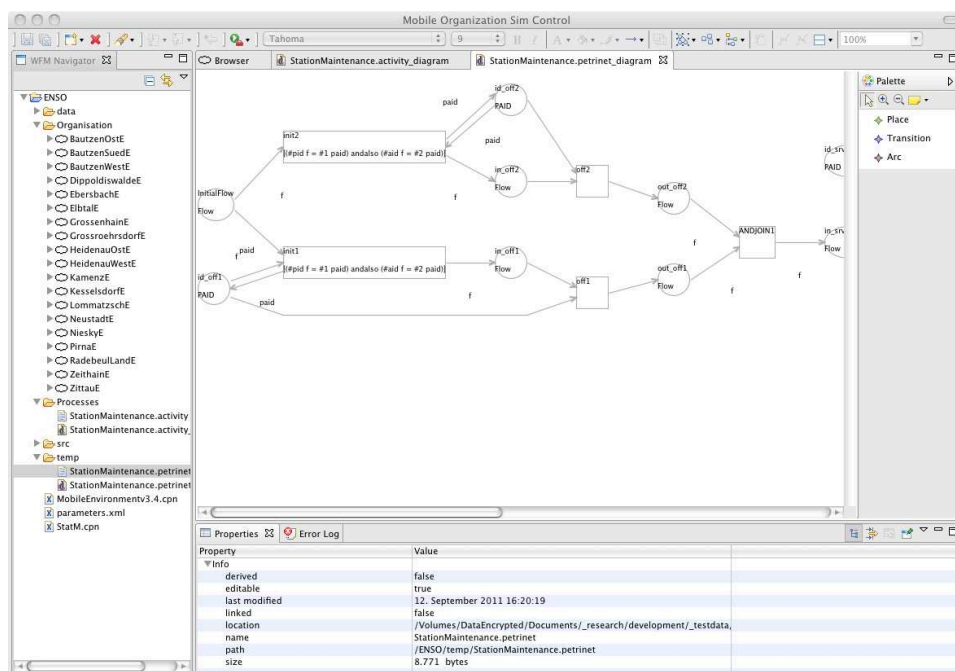 Mobile Organization Sim Control
Tahoma 9 B I A 100%
WFM Navigator
Browser StationMaintenance.activity_diagram StationMaintenance.petrinet_diagram
Palette
Place
Transition
Arc
ENSO
data
Organisation
BautzenOstE
BautzenSuedE
BautzenWestE
DippoldiswaldeE
EbersbachE
ElbtalE
GrossenhainE
GrossroehrsdorfE
HeidenauOstE
HeidenauWestE
KamenzE
KesselsdorfE
LommatzschE
NeustadtE
NieskyE
PirnaE
RadebeulLandE
ZeithainE
ZittauE
Processes
StationMaintenance.activity
StationMaintenance.activity_
src
temp
StationMaintenance.petrinet
StationMaintenance.petrinet
MobileEnvironmentv3.4.cpn
parameters.xml
StatM.cpn
id_off2
PAID
paid
paid
init2
[(#pid f = #1 paid) andalso (#aid f = #2 paid)]
in_off2
Flow
off2
id_srv
PAID
InitialFlow
Flow
f
f
f
out_off2
Flow
f
ANDJOIN1
in_srv
Flow
f
paid
f
init1
[(#pid f = #1 paid) andalso (#aid f = #2 paid)]
in_off1
Flow
out_off1
Flow
off1
id_off1
PAID
paid
f
f
f
Properties Error Log
Property Value
Info
derived false
editable true
last modified 12. September 2011 16:20:19
linked false
location /Volumes/DataEncrypted/Documents/_research/development/_testdata,
name StationMaintenance.petrinet
path /ENSO/temp/StationMaintenance.petrinet
size 8.771 bytes